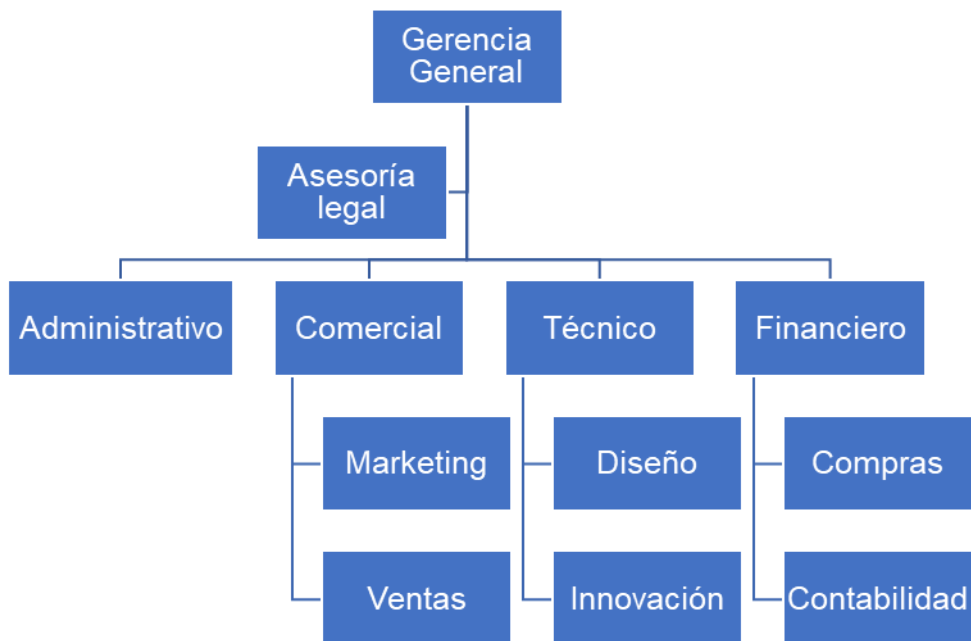 Gerencia
General
Asesoría
legal
Administrativo
Comercial
Técnico
Financiero
Marketing
Diseño
Compras
Ventas
Innovación
Contabilidad